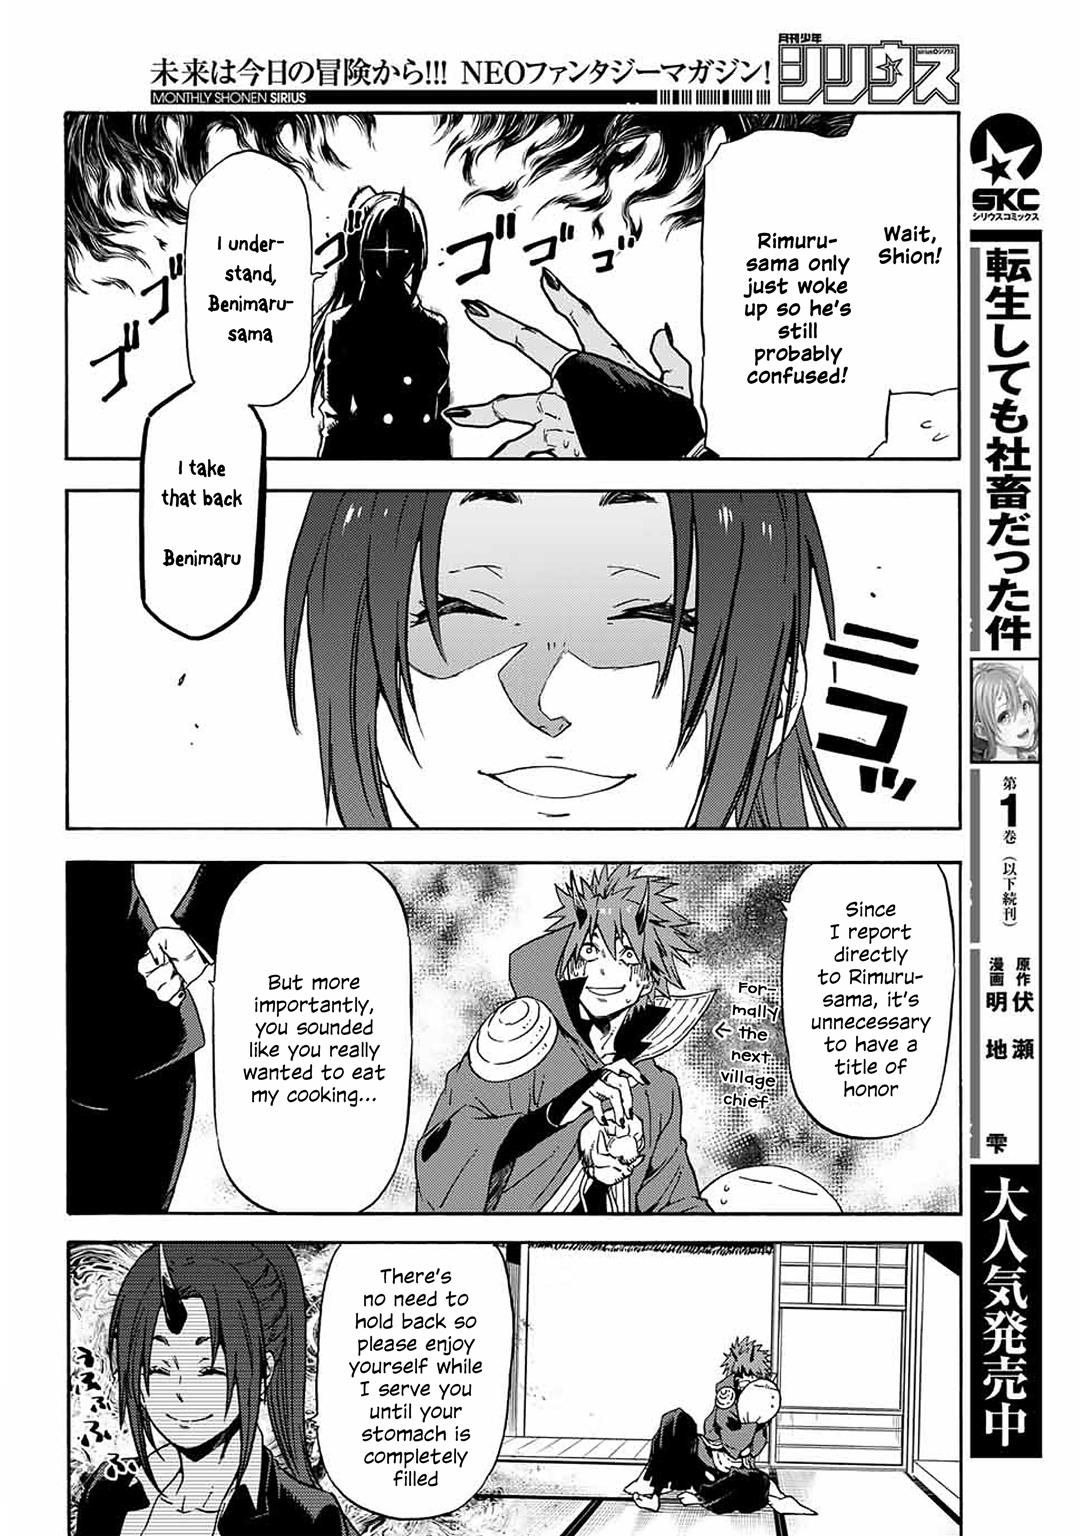 未来は今日の冒険から!!! NEOファンタジーマガジン!
MONTHLY SHONEN SIRIUS
月刊少年
シリウス
Wait,
Shion!
Rimuru-
sama only
just woke
up so he's
still
probably
confused!
ゴゴゴゴ
I under-
stand,
Benimaru-
sama
I take
that back
Benimaru
ニコッ
Since
I report
directly
to Rimuru-
sama, it's
unnecessary
to have a
title of
honor
For-
mally
← the
next
village
chief
But more
importantly,
you sounded
like you really
wanted to eat
my cooking...
There's
no need to
hold back so
please enjoy
yourself while
I serve you
until your
stomach is
completely
filled
ふふふふふ
SKC
シリウスコミックス
転生しても社畜だった件
第1巻(以下続刊)
原作 伏瀬
漫画 明地 雫
大人気発売中